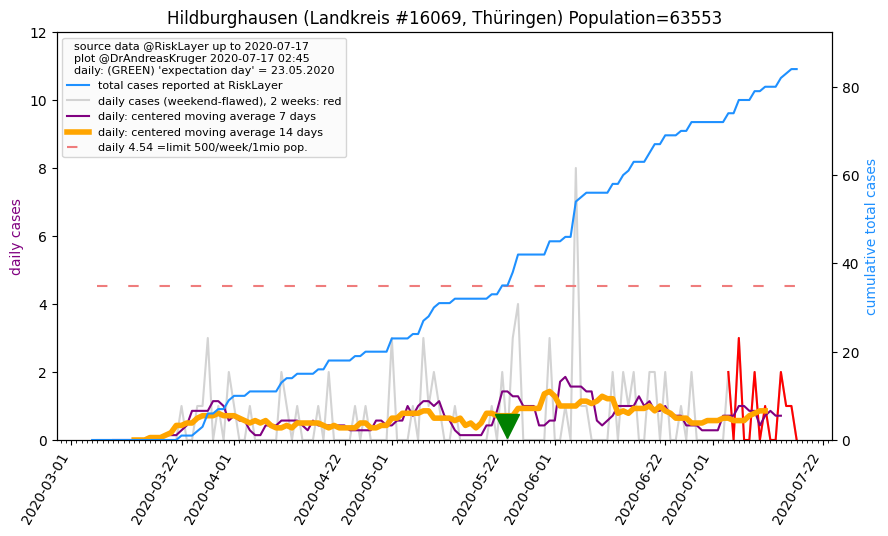 Hildburghausen (Landkreis #16069, Thüringen) Population=63553
source data @RiskLayer up to 2020-07-17
plot @DrAndreasKruger 2020-07-17 02:45
daily: (GREEN) 'expectation day' = 23.05.2020
total cases reported at RiskLayer
daily cases (weekend-flawed), 2 weeks: red
daily: centered moving average 7 days
daily: centered moving average 14 days
daily 4.54 =limit 500/week/1mio pop.
daily cases
12
10
8
6
4
2
0
80
60
40
20
0
cumulative total cases
2020-03-01
2020-03-22
2020-04-01
2020-04-22
2020-05-01
2020-05-22
2020-06-01
2020-06-22
2020-07-01
2020-07-22